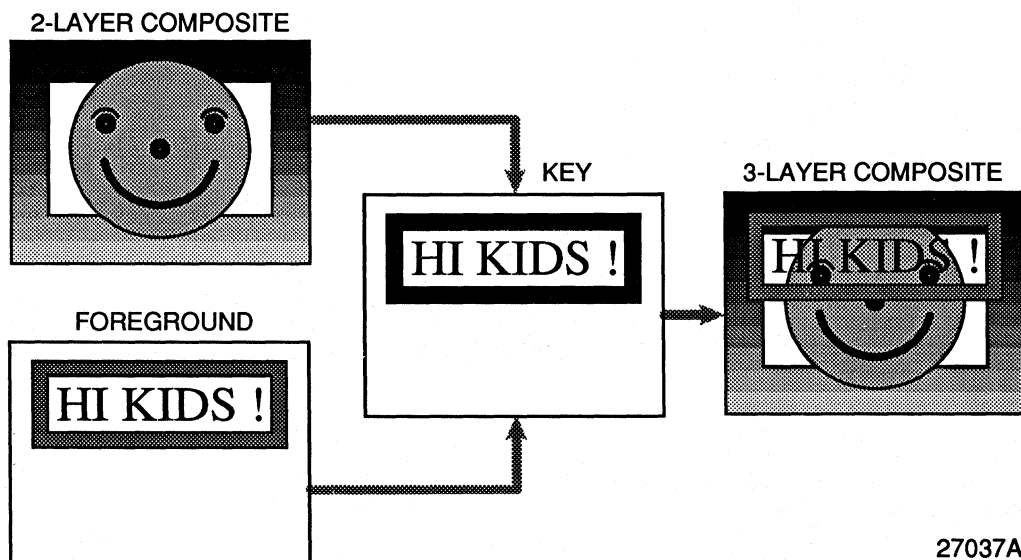 2-LAYER COMPOSITE
KEY
HI KIDS !
3-LAYER COMPOSITE
HI KIDS !
FOREGROUND
HI KIDS !
27037A